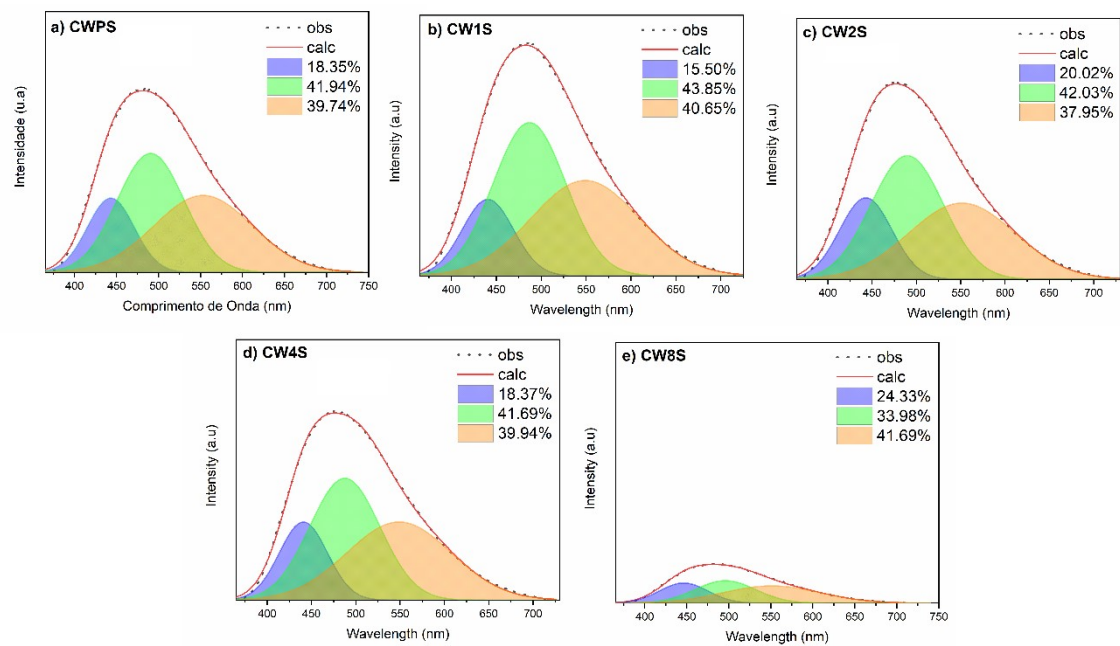 a) CWPS
obs
calc
18.35%
41.94%
39.74%
Intensidade (u.a)
400 450 500 550 600 650 700 750
Comprimento de Onda (nm)
b) CW1S
obs
calc
15.50%
43.85%
40.65%
Intensity (a.u)
400 450 500 550 600 650 700
Wavelength (nm)
c) CW2S
obs
calc
20.02%
42.03%
37.95%
Intensity (a.u)
400 450 500 550 600 650 700
Wavelength (nm)
d) CW4S
obs
calc
18.37%
41.69%
39.94%
Intensity (a.u)
400 450 500 550 600 650 700
Wavelength (nm)
e) CW8S
obs
calc
24.33%
33.98%
41.69%
Intensity (a.u)
400 450 500 550 600 650 700 750
Wavelength (nm)